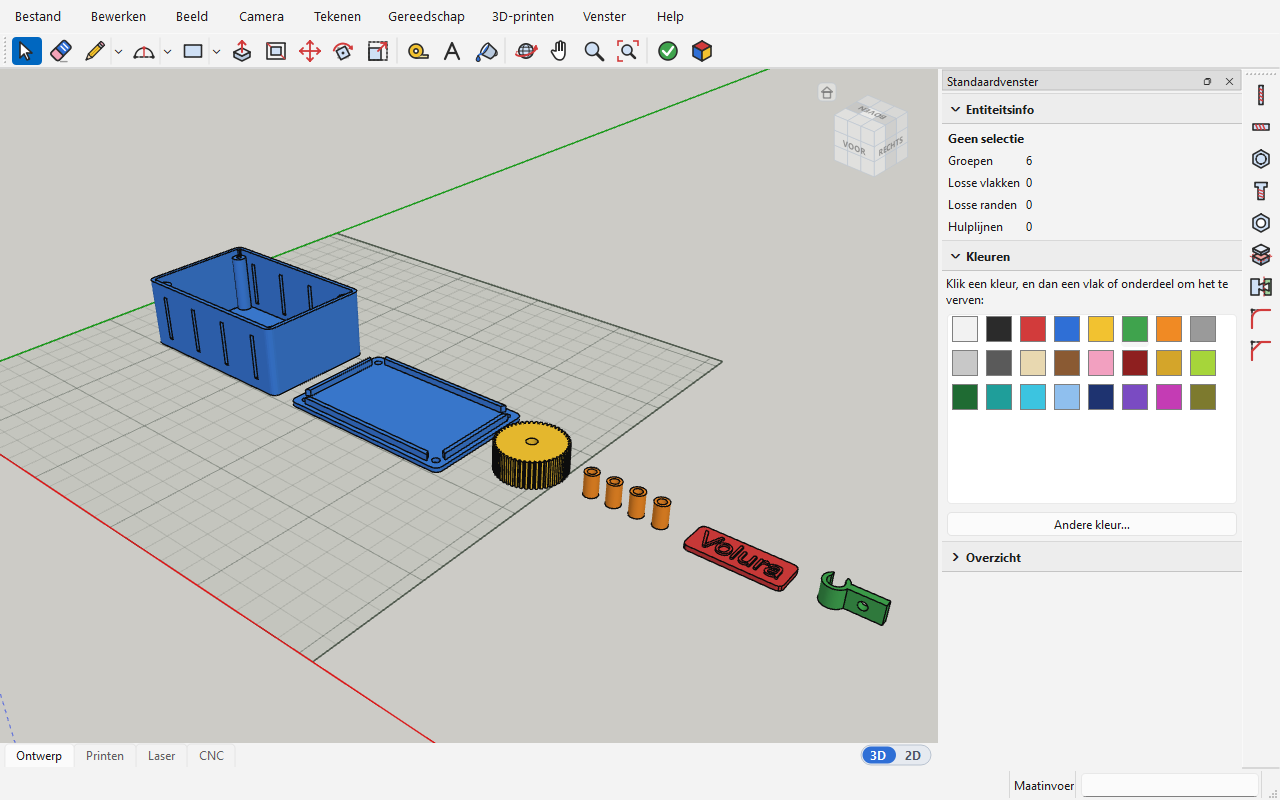 Bestand Bewerken Beeld Camera Tekenen Gereedschap 3D-printen Venster Help
Standaardvenster
Entiteitsinfo
Geen selectie
Groepen 6
Losse vlakken 0
Losse randen 0
Hulplijnen 0
Kleuren
Klik een kleur, en dan een vlak of onderdeel om het te
verven:
Andere kleur...
Overzicht
BOVEN
VOOR
RECHTS
Volura
Ontwerp Printen Laser CNC
3D 2D
Maatinvoer